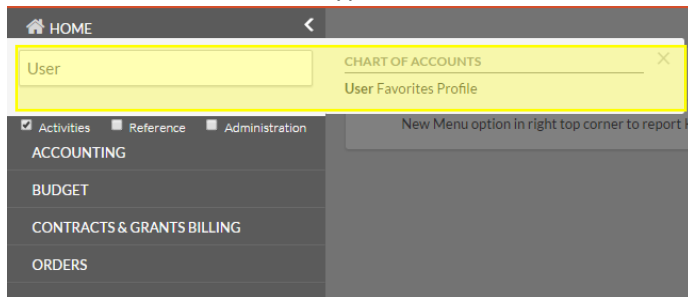 HOME
User
CHART OF ACCOUNTS
User Favorites Profile
Activities Reference Administration
New Menu option in right top corner to report
ACCOUNTING
BUDGET
CONTRACTS & GRANTS BILLING
ORDERS